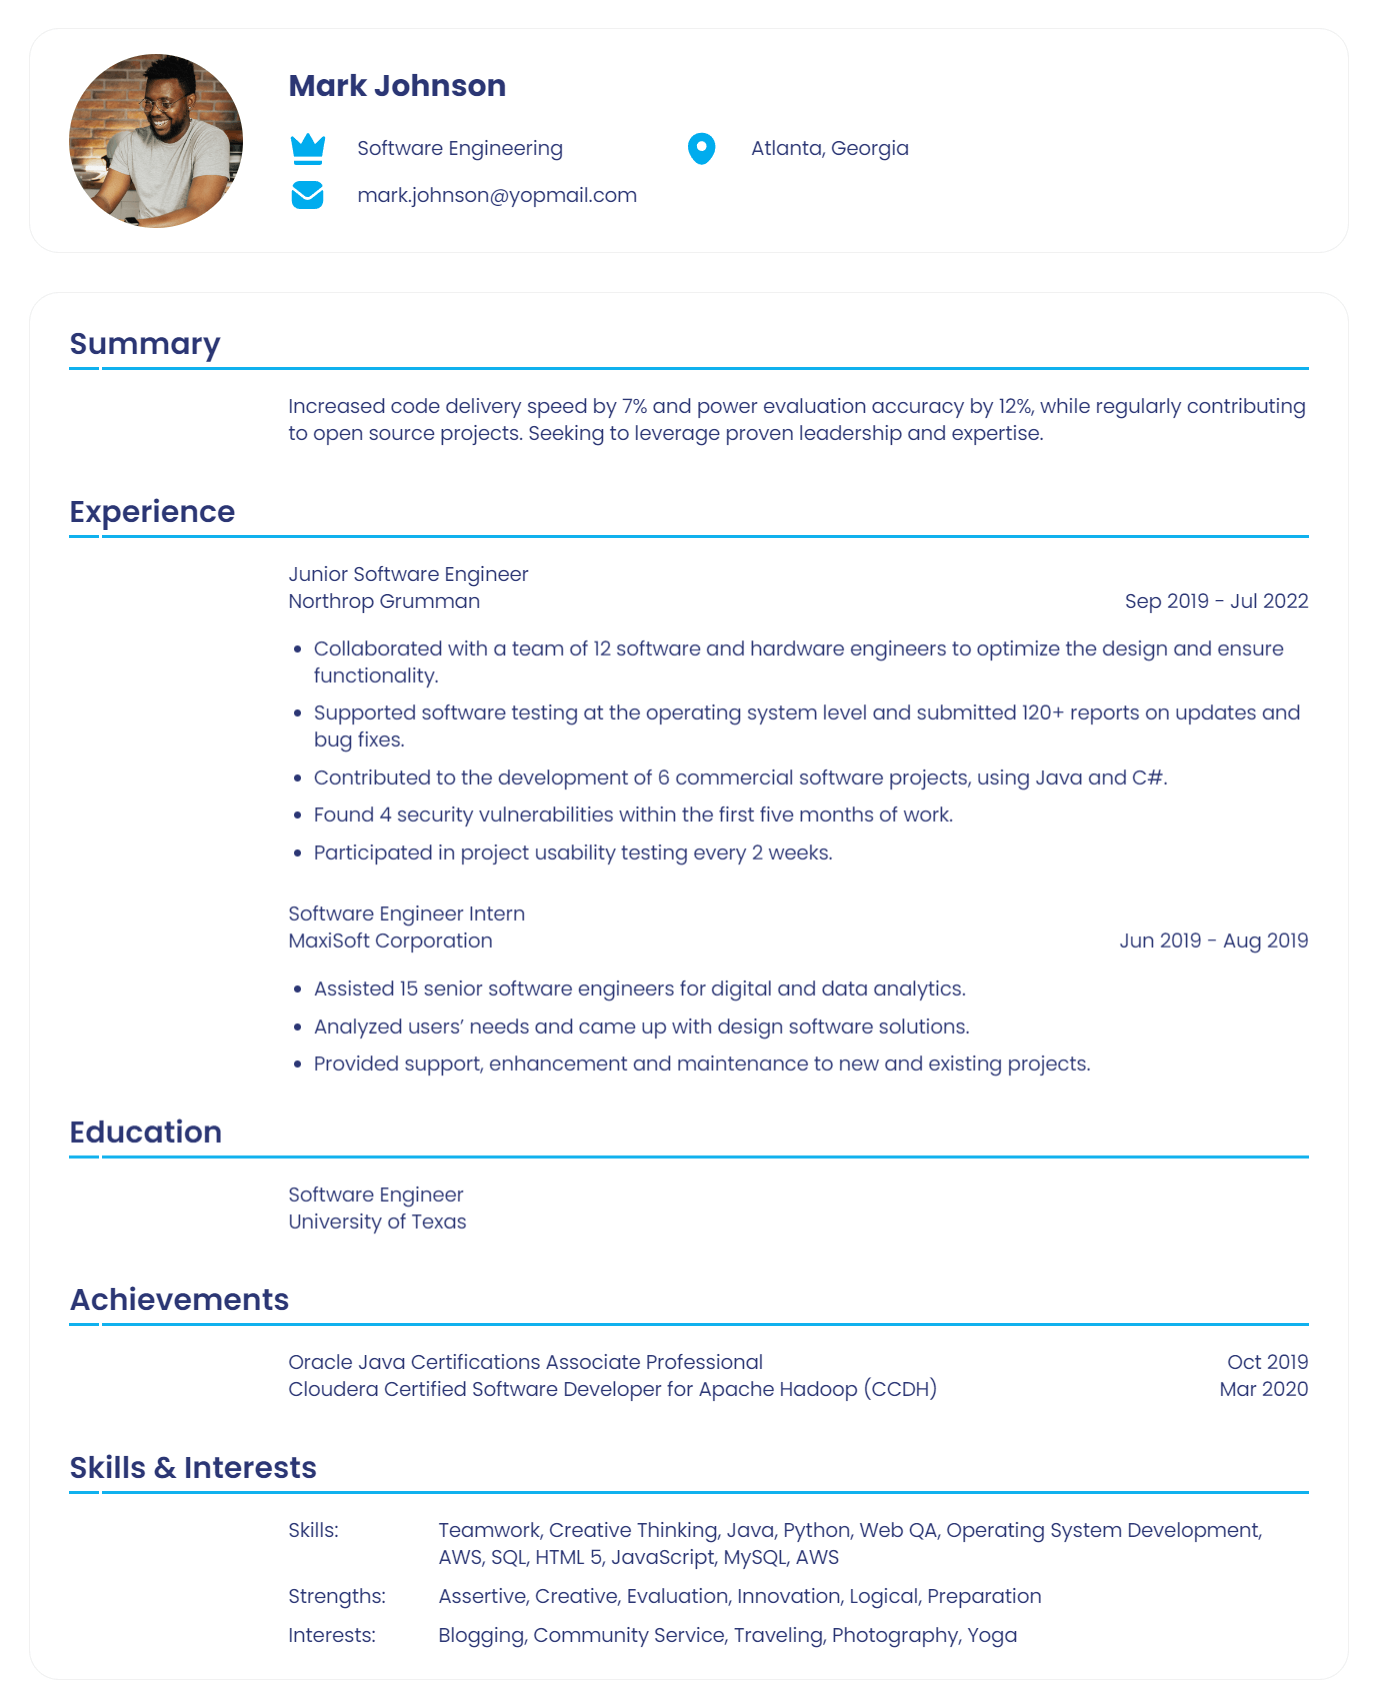 Mark Johnson
Software Engineering
Atlanta, Georgia
mark.johnson@yopmail.com
Summary
Increased code delivery speed by 7% and power evaluation accuracy by 12%, while regularly contributing
to open source projects. Seeking to leverage proven leadership and expertise.
Experience
Junior Software Engineer
Northrop Grumman Sep 2019 - Jul 2022
• Collaborated with a team of 12 software and hardware engineers to optimize the design and ensure
functionality.
• Supported software testing at the operating system level and submitted 120+ reports on updates and
bug fixes.
• Contributed to the development of 6 commercial software projects, using Java and C#.
• Found 4 security vulnerabilities within the first five months of work.
• Participated in project usability testing every 2 weeks.
Software Engineer Intern
MaxiSoft Corporation Jun 2019 - Aug 2019
• Assisted 15 senior software engineers for digital and data analytics.
• Analyzed users’ needs and came up with design software solutions.
• Provided support, enhancement and maintenance to new and existing projects.
Education
Software Engineer
University of Texas
Achievements
Oracle Java Certifications Associate Professional Oct 2019
Cloudera Certified Software Developer for Apache Hadoop (CCDH) Mar 2020
Skills & Interests
Skills: Teamwork, Creative Thinking, Java, Python, Web QA, Operating System Development,
AWS, SQL, HTML 5, JavaScript, MySQL, AWS
Strengths: Assertive, Creative, Evaluation, Innovation, Logical, Preparation
Interests: Blogging, Community Service, Traveling, Photography, Yoga